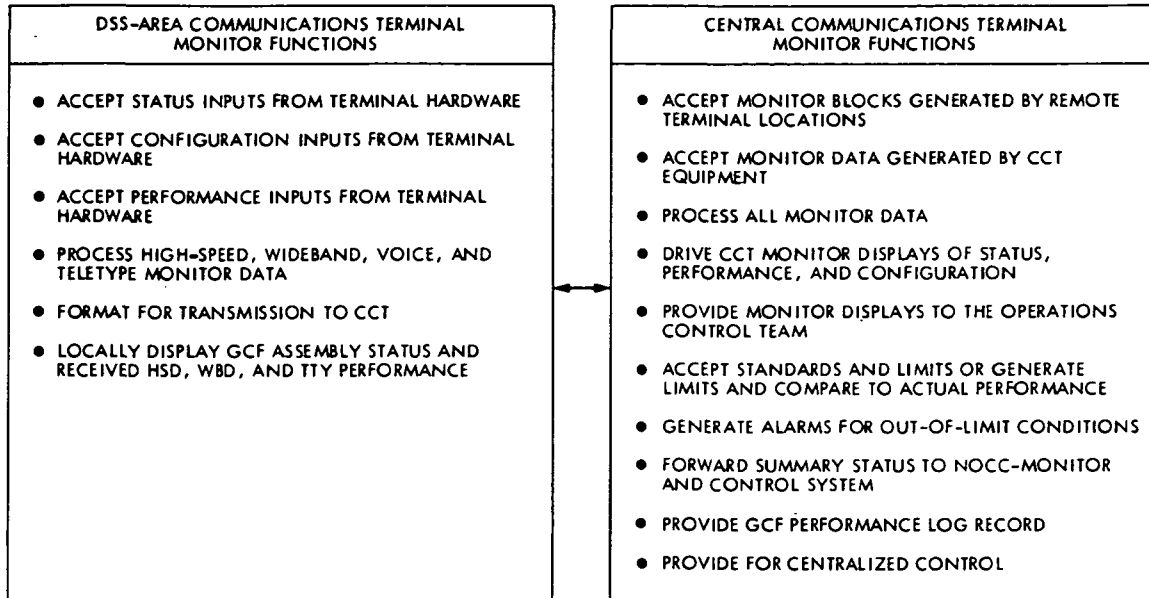 DSS-AREA COMMUNICATIONS TERMINAL
MONITOR FUNCTIONS
● ACCEPT STATUS INPUTS FROM TERMINAL HARDWARE
● ACCEPT CONFIGURATION INPUTS FROM TERMINAL
HARDWARE
● ACCEPT PERFORMANCE INPUTS FROM TERMINAL
HARDWARE
● PROCESS HIGH-SPEED, WIDEBAND, VOICE, AND
TELETYPE MONITOR DATA
● FORMAT FOR TRANSMISSION TO CCT
● LOCALLY DISPLAY GCF ASSEMBLY STATUS AND
RECEIVED HSD, WBD, AND TTY PERFORMANCE
CENTRAL COMMUNICATIONS TERMINAL
MONITOR FUNCTIONS
● ACCEPT MONITOR BLOCKS GENERATED BY REMOTE
TERMINAL LOCATIONS
● ACCEPT MONITOR DATA GENERATED BY CCT
EQUIPMENT
● PROCESS ALL MONITOR DATA
● DRIVE CCT MONITOR DISPLAYS OF STATUS,
PERFORMANCE, AND CONFIGURATION
● PROVIDE MONITOR DISPLAYS TO THE OPERATIONS
CONTROL TEAM
● ACCEPT STANDARDS AND LIMITS OR GENERATE
LIMITS AND COMPARE TO ACTUAL PERFORMANCE
● GENERATE ALARMS FOR OUT-OF-LIMIT CONDITIONS
● FORWARD SUMMARY STATUS TO NOCC-MONITOR
AND CONTROL SYSTEM
● PROVIDE GCF PERFORMANCE LOG RECORD
● PROVIDE FOR CENTRALIZED CONTROL